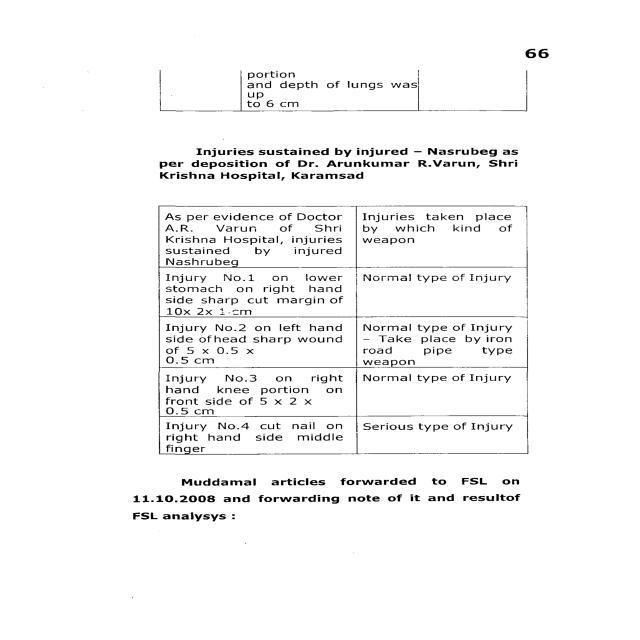 66
portion
and depth of lungs was
up
to 6 cm
Injuries sustained by injured – Nasrubeg as
per deposition of Dr. Arunkumar R.Varun, Shri
Krishna Hospital, Karamsad
As per evidence of Doctor
A.R. Varun of Shri
Krishna Hospital, injuries
sustained by injured
Nashrubeg
Injuries taken place
by which kind of
weapon
Injury No.1 on lower
stomach on right hand
side sharp cut margin of
10x 2x 1 cm
Normal type of Injury
Injury No.2 on left hand
side of head sharp wound
of 5 x 0.5 x
0.5 cm
Normal type of Injury
– Take place by iron
road pipe type
weapon
Injury No.3 on right
hand knee portion on
front side of 5 x 2 x
0.5 cm
Normal type of Injury
Injury No.4 cut nail on
right hand side middle
finger
Serious type of Injury
Muddamal articles forwarded to FSL on
11.10.2008 and forwarding note of it and resultof
FSL analysys :